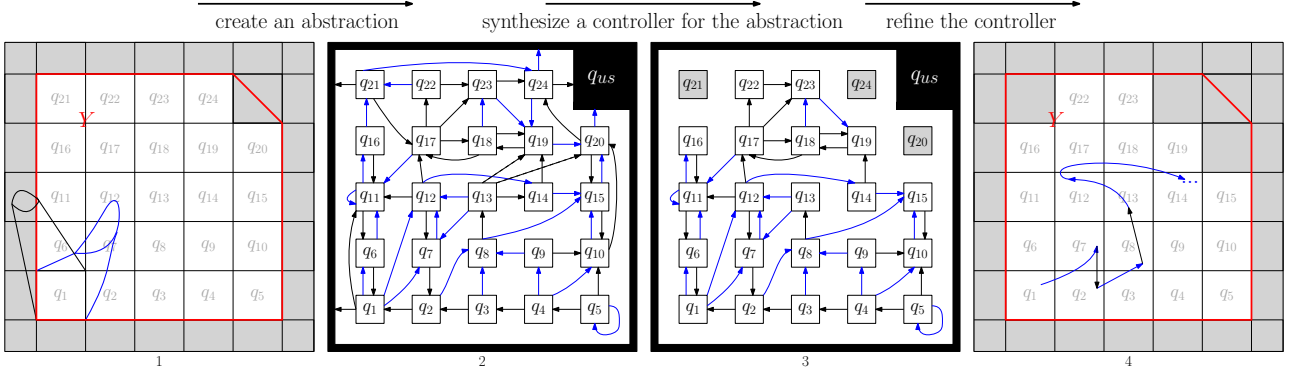 create an abstraction
synthesize a controller for the abstraction
refine the controller
q21 q22 q23 q24
Y
q16 q17 q18 q19 q20
q11 q12 q13 q14 q15
q6 q7 q8 q9 q10
q1 q2 q3 q4 q5
1
q21 q22 q23 q24 qus
q16 q17 q18 q19 q20
q11 q12 q13 q14 q15
q6 q7 q8 q9 q10
q1 q2 q3 q4 q5
2
q21 q22 q23 q24 qus
q16 q17 q18 q19 q20
q11 q12 q13 q14 q15
q6 q7 q8 q9 q10
q1 q2 q3 q4 q5
3
q22 q23
Y
q16 q17 q18 q19
q11 q12 q13 q14 q15
...
q6 q7 q8 q9 q10
q1 q2 q3 q4 q5
4